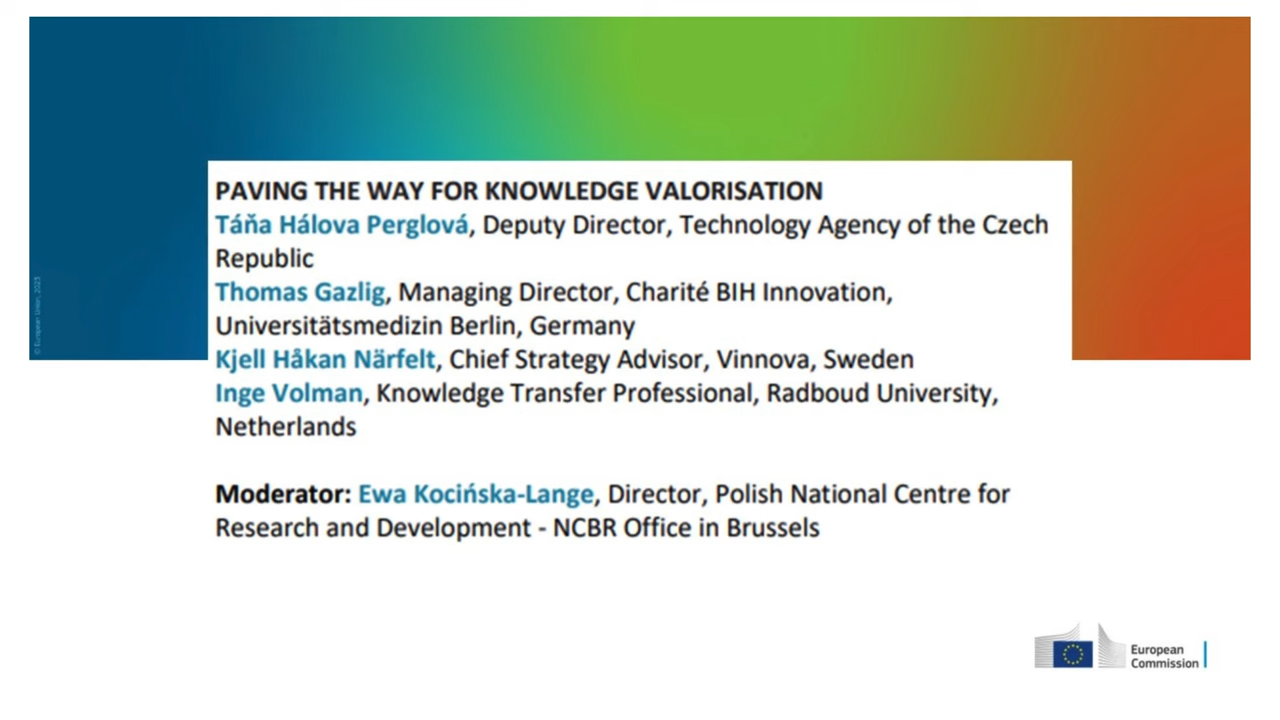 PAVING THE WAY FOR KNOWLEDGE VALORISATION
Táňa Hálova Perglová, Deputy Director, Technology Agency of the Czech
Republic
Thomas Gazlig, Managing Director, Charité BIH Innovation,
Universitätsmedizin Berlin, Germany
Kjell Håkan Närfelt, Chief Strategy Advisor, Vinnova, Sweden
Inge Volman, Knowledge Transfer Professional, Radboud University,
Netherlands
Moderator: Ewa Kocińska-Lange, Director, Polish National Centre for
Research and Development - NCBR Office in Brussels
© European Union, 2023
European
Commission